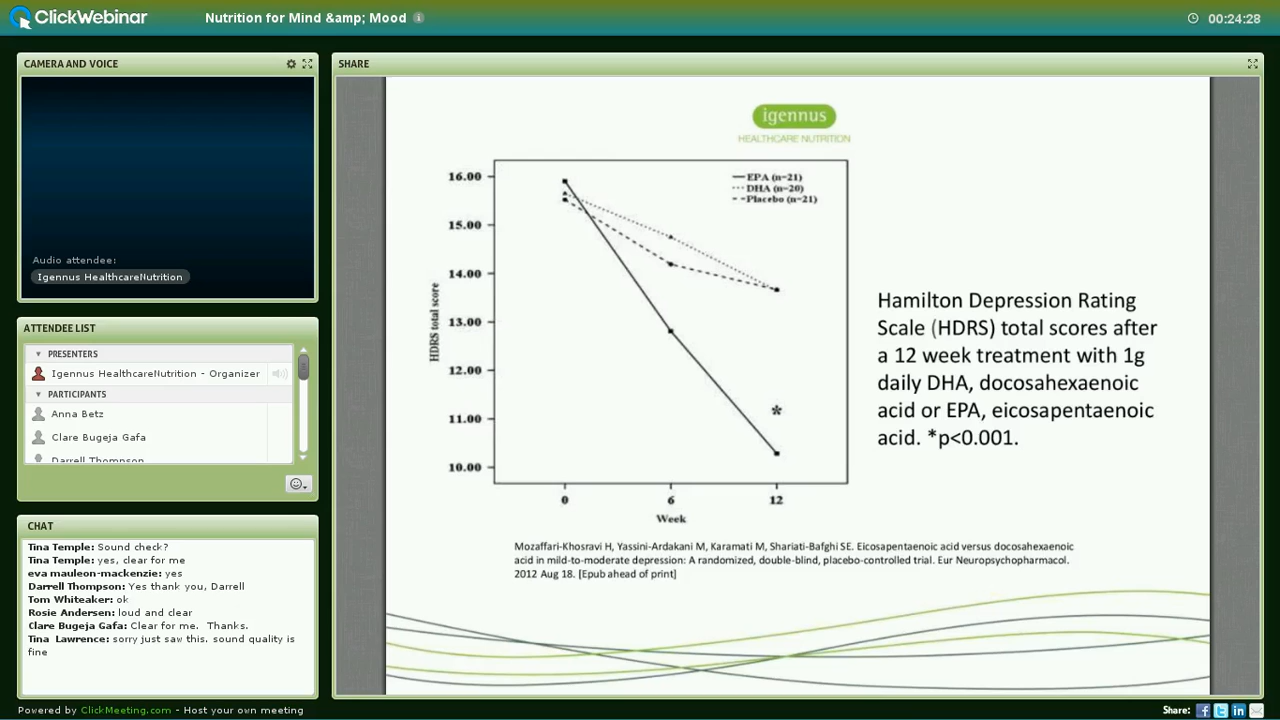 ClickWebinar
Nutrition for Mind &amp; Mood
00:24:28
CAMERA AND VOICE
Audio attendee:
Igennus HealthcareNutrition
ATTENDEE LIST
PRESENTERS
Igennus HealthcareNutrition - Organizer
PARTICIPANTS
Anna Betz
Clare Bugeja Gafa
Darrell Thompson
CHAT
Tina Temple: Sound check?
Tina Temple: yes, clear for me
eva mauleon-mackenzie: yes
Darrell Thompson: Yes thank you, Darrell
Tom Whiteaker: ok
Rosie Andersen: loud and clear
Clare Bugeja Gafa: Clear for me. Thanks.
Tina Lawrence: sorry just saw this. sound quality is
fine
SHARE
igennus
HEALTHCARE NUTRITION
EPA (n=21)
DHA (n=20)
Placebo (n=21)
16.00
15.00
14.00
13.00
12.00
11.00
10.00
HDRS total score
*
0 6 12
Week
Hamilton Depression Rating
Scale (HDRS) total scores after
a 12 week treatment with 1g
daily DHA, docosahexaenoic
acid or EPA, eicosapentaenoic
acid. *p<0.001.
Mozaffari-Khosravi H, Yassini-Ardakani M, Karamati M, Shariati-Bafghi SE. Eicosapentaenoic acid versus docosahexaenoic
acid in mild-to-moderate depression: A randomized, double-blind, placebo-controlled trial. Eur Neuropsychopharmacol.
2012 Aug 18. [Epub ahead of print]
Powered by ClickMeeting.com - Host your own meeting
Share: